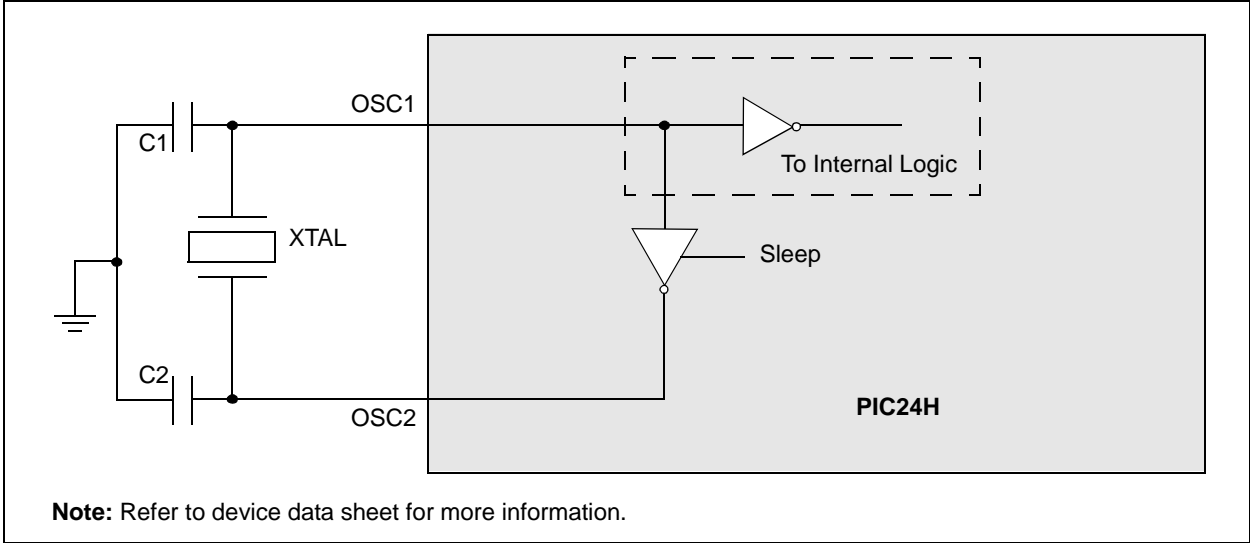 OSC1
C1
To Internal Logic
XTAL
Sleep
C2
OSC2
PIC24H
Note: Refer to device data sheet for more information.